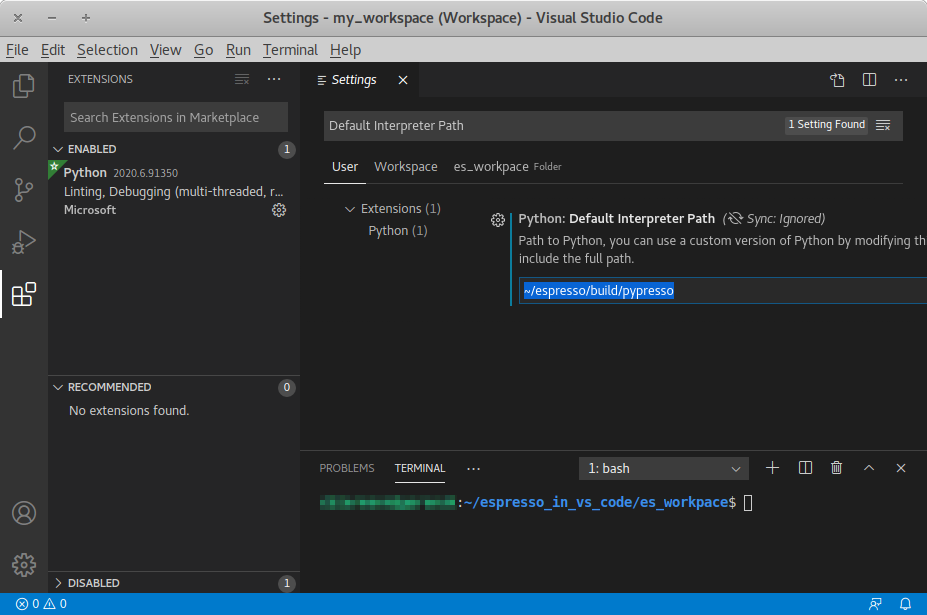 Settings - my_workspace (Workspace) - Visual Studio Code
File Edit Selection View Go Run Terminal Help
EXTENSIONS
Search Extensions in Marketplace
ENABLED 1
Python 2020.6.91350
Linting, Debugging (multi-threaded, r...
Microsoft
RECOMMENDED 0
No extensions found.
DISABLED 1
Settings
Default Interpreter Path 1 Setting Found
User Workspace es_workspace Folder
Extensions (1)
Python (1)
Python: Default Interpreter Path ( Sync: Ignored)
Path to Python, you can use a custom version of Python by modifying th
include the full path.
~/espresso/build/pypresso
PROBLEMS TERMINAL ··· 1: bash
:~/espresso_in_vs_code/es_workpace$
0 0